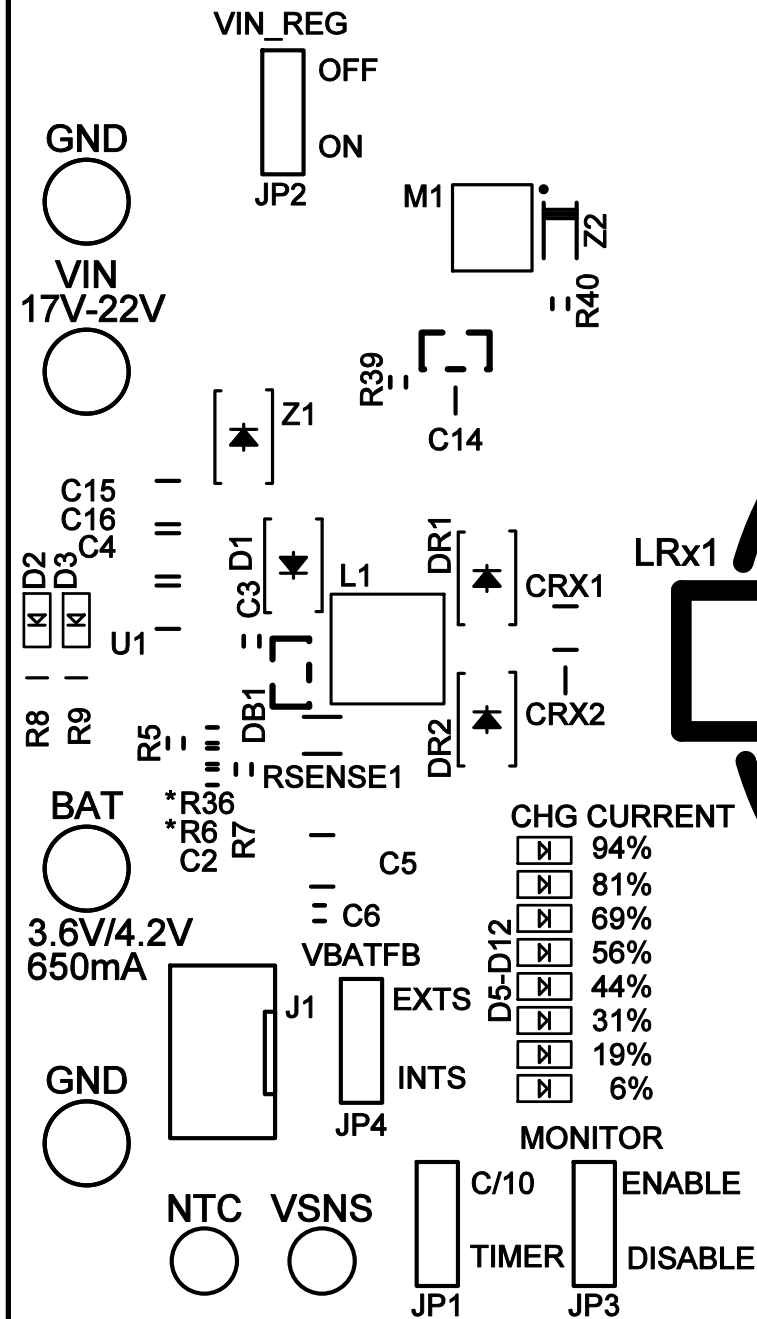 VIN_REG
OFF
ON
JP2
GND
M1
Z2
VIN
17V-22V
R40
R39
C14
Z1
C15
C16
C4
D2
D3
D1
C3
L1
DR1
CRX1
LRx1
U1
R8
R9
R5
DB1
DR2
CRX2
RSENSE1
BAT
*R36
*R6
C2
R7
C5
C6
3.6V/4.2V
650mA
CHG CURRENT
94%
81%
69%
56%
44%
31%
19%
6%
D5-D12
VBATFB
EXTS
INTS
JP4
J1
GND
MONITOR
NTC
VSNS
C/10
TIMER
JP1
ENABLE
DISABLE
JP3